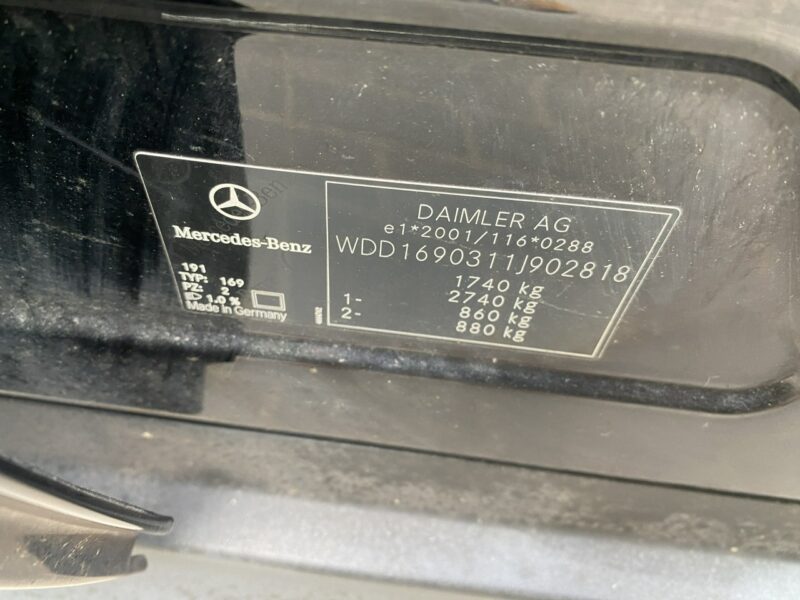 Mercedes-Benz
191
TYP: 169
PZ: 2
1.0 %
Made in Germany
DAIMLER AG
e1*2001/116*0288
WDD1690311J902818
1740 kg
2740 kg
1- 860 kg
2- 880 kg